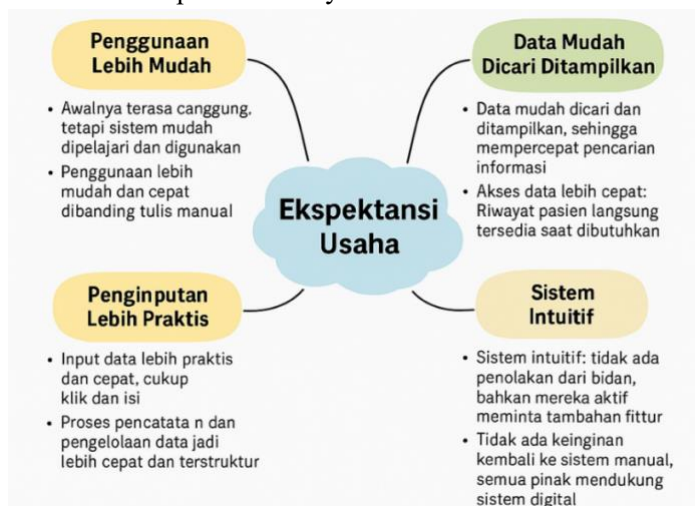 Penggunaan
Lebih Mudah
• Awalnya terasa canggung,
tetapi sistem mudah
dipelajari dan digunakan
• Penggunaan lebih
mudah dan cepat
dibanding tulis manual
Data Mudah
Dicari Ditampilkan
• Data mudah dicari dan
ditampilkan, sehingga
mempercepat pencarian
informasi
• Akses data lebih cepat:
Riwayat pasien langsung
tersedia saat dibutuhkan
Ekspektansi
Usaha
Penginputan
Lebih Praktis
• Input data lebih praktis
dan cepat, cukup
klik dan isi
• Proses pencatata n dan
pengelolaan data jadi
lebih cepat dan terstruktur
Sistem
Intuitif
• Sistem intuitif: tidak ada
penolakan dari bidan,
bahkan mereka aktif
meminta tambahan fittur
• Tidak ada keinginan
kembali ke sistem manual,
semua pinak mendukung
sistem digital